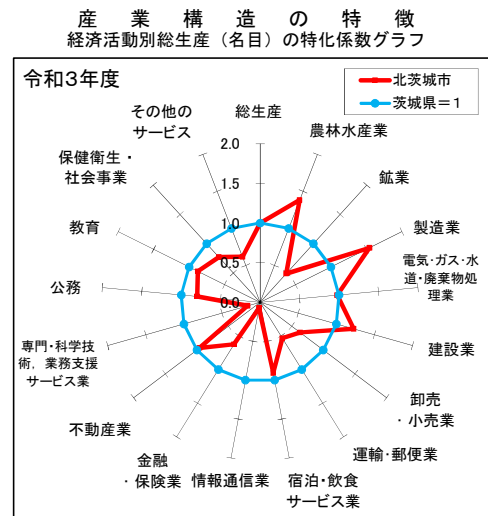 産業構造の特徴
経済活動別総生産（名目）の特化係数グラフ
令和3年度
北茨城市
茨城県＝１
総生産
農林水産業
鉱業
製造業
電気・ガス・水
道・廃棄物処
理業
建設業
卸売
・小売業
運輸・郵便業
宿泊・飲食
サービス業
情報通信業
金融
・保険業
不動産業
専門・科学技
術，業務支援
サービス業
公務
教育
保健衛生・
社会事業
その他の
サービス
2.0
1.5
1.0
0.5
0.0